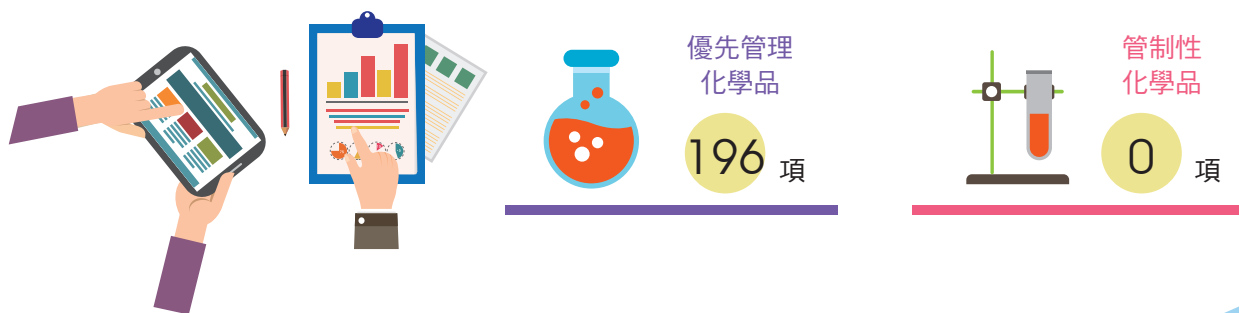 優先管理
化學品
196 項
管制性
化學品
0 項